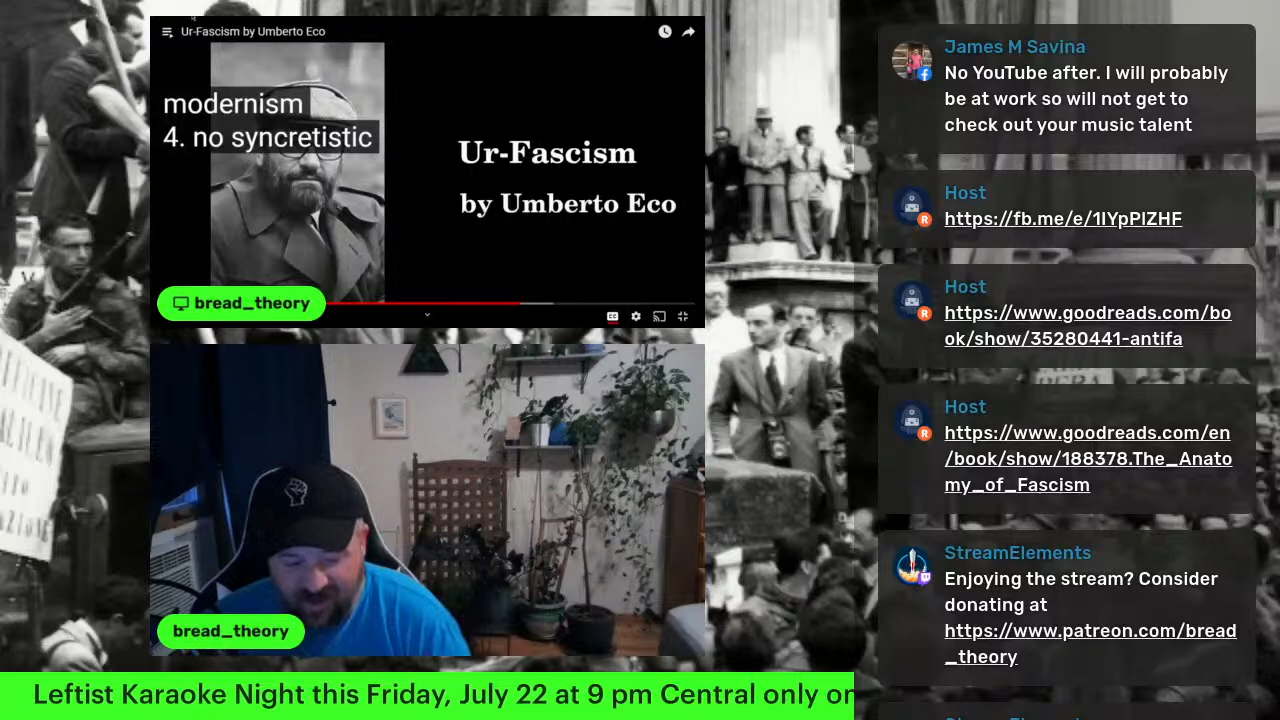 Ur-Fascism by Umberto Eco
modernism
4. no syncretistic
Ur-Fascism
by Umberto Eco
bread_theory
bread_theory
Leftist Karaoke Night this Friday, July 22 at 9 pm Central only on
James M Savina
No YouTube after. I will probably
be at work so will not get to
check out your music talent
Host
https://fb.me/e/1IYpPlZHF
Host
https://www.goodreads.com/bo
ok/show/35280441-antifa
Host
https://www.goodreads.com/en
/book/show/188378.The_Anato
my_of_Fascism
StreamElements
Enjoying the stream? Consider
donating at
https://www.patreon.com/bread
_theory